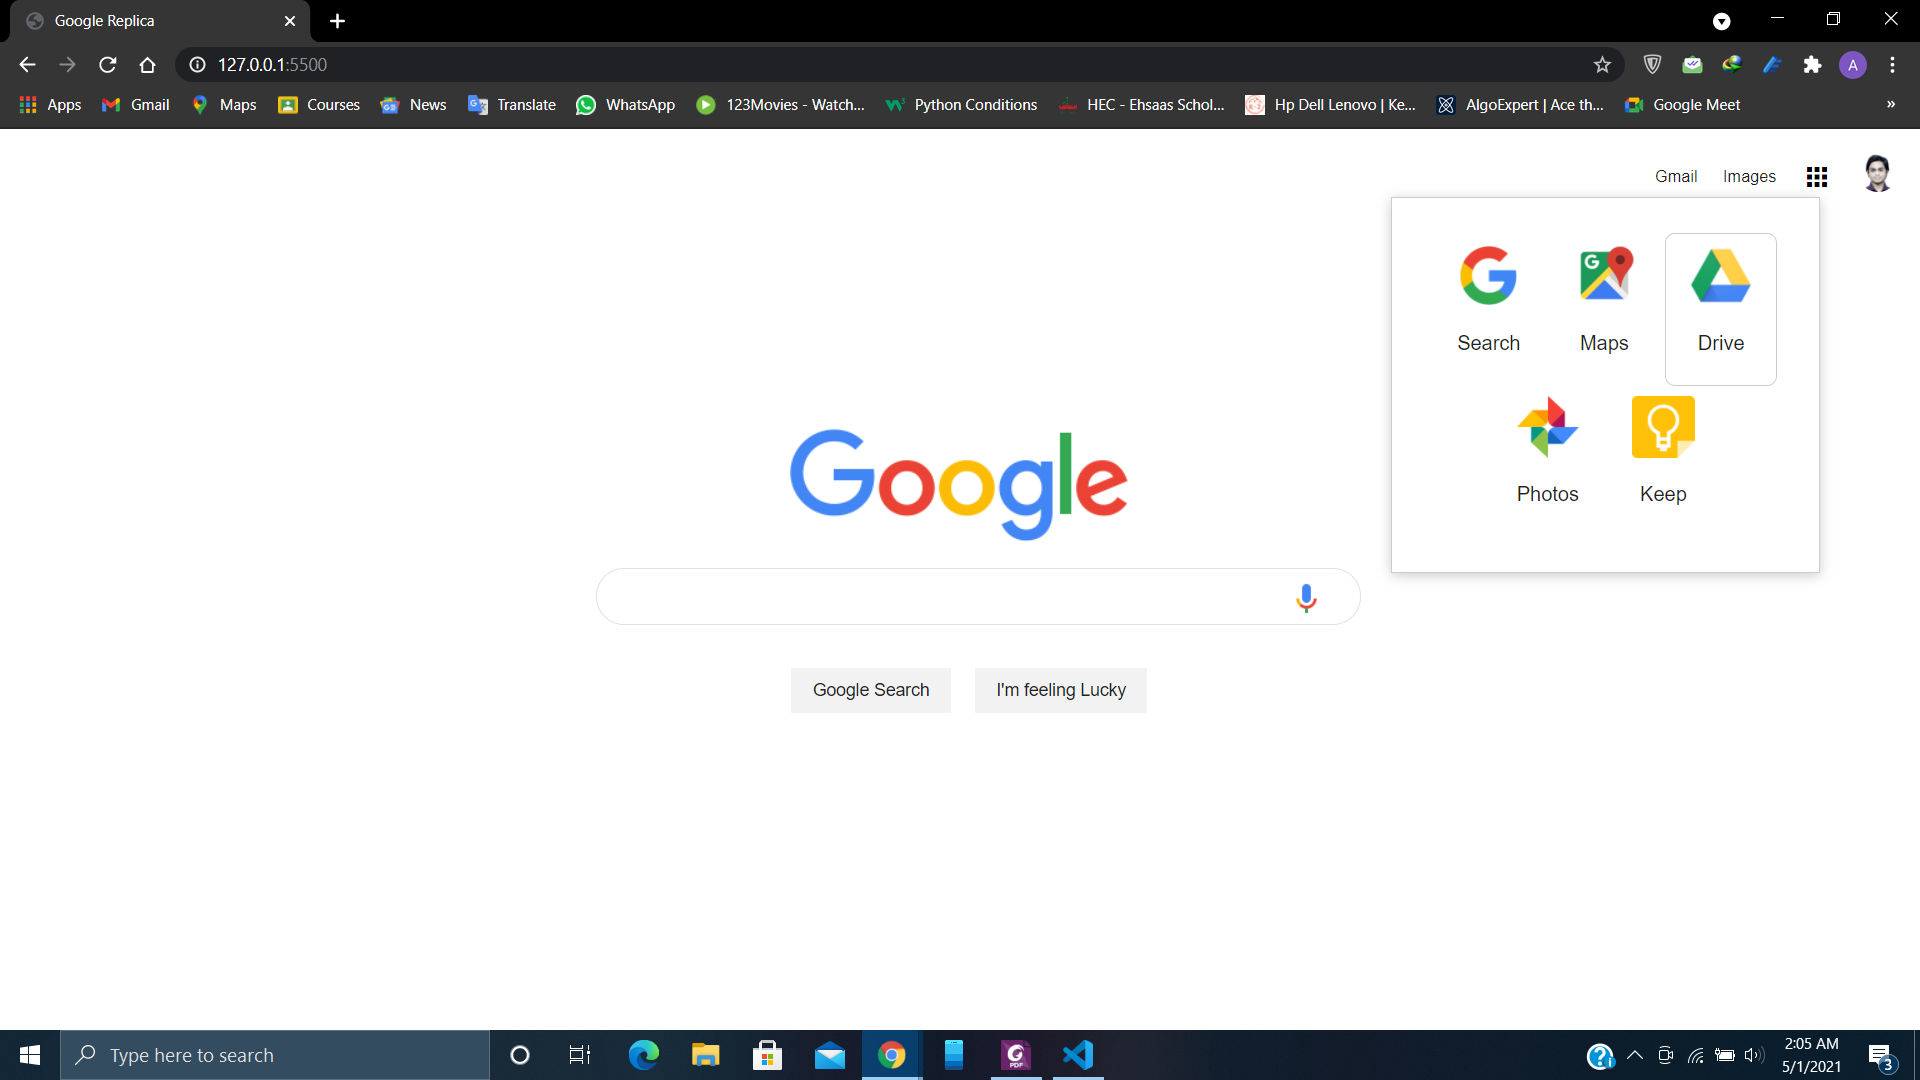 Google Replica
127.0.0.1:5500
A
Apps Gmail Maps Courses News Translate WhatsApp 123Movies - Watch... Python Conditions HEC - Ehsaas Schol... Hp Dell Lenovo | Ke... AlgoExpert | Ace th... Google Meet »
Gmail Images
Search Maps Drive
Photos Keep
Google
Google Search I'm feeling Lucky
Type here to search
PDF
2:05 AM
5/1/2021
3